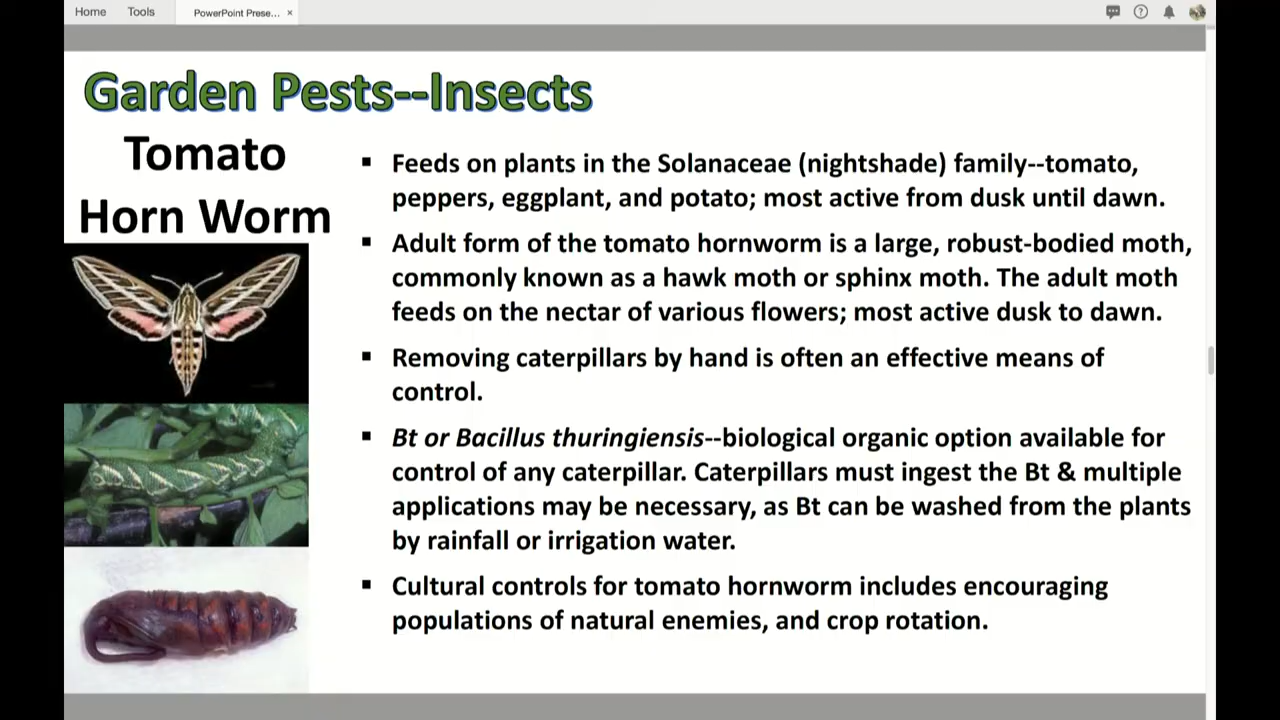 Home Tools PowerPoint Prese... ×
Garden Pests--Insects
Tomato
Horn Worm
▪ Feeds on plants in the Solanaceae (nightshade) family--tomato,
peppers, eggplant, and potato; most active from dusk until dawn.
▪ Adult form of the tomato hornworm is a large, robust-bodied moth,
commonly known as a hawk moth or sphinx moth. The adult moth
feeds on the nectar of various flowers; most active dusk to dawn.
▪ Removing caterpillars by hand is often an effective means of
control.
▪ Bt or Bacillus thuringiensis--biological organic option available for
control of any caterpillar. Caterpillars must ingest the Bt & multiple
applications may be necessary, as Bt can be washed from the plants
by rainfall or irrigation water.
▪ Cultural controls for tomato hornworm includes encouraging
populations of natural enemies, and crop rotation.